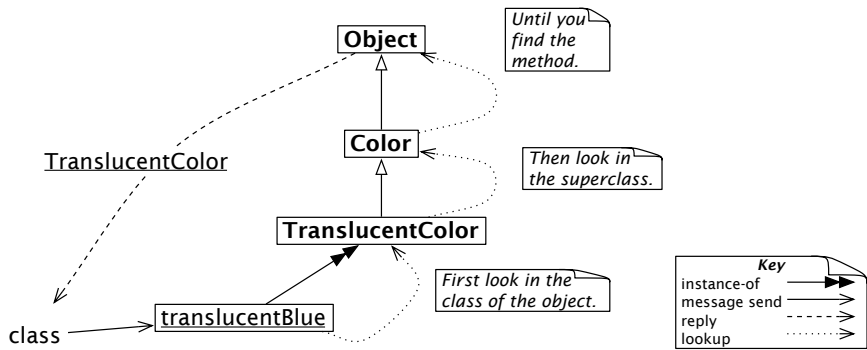 Until you
find the
method.
Object
Color
TranslucentColor
Then look in
the superclass.
TranslucentColor
First look in the
class of the object.
class
translucentBlue
Key
instance-of
message send
reply
lookup